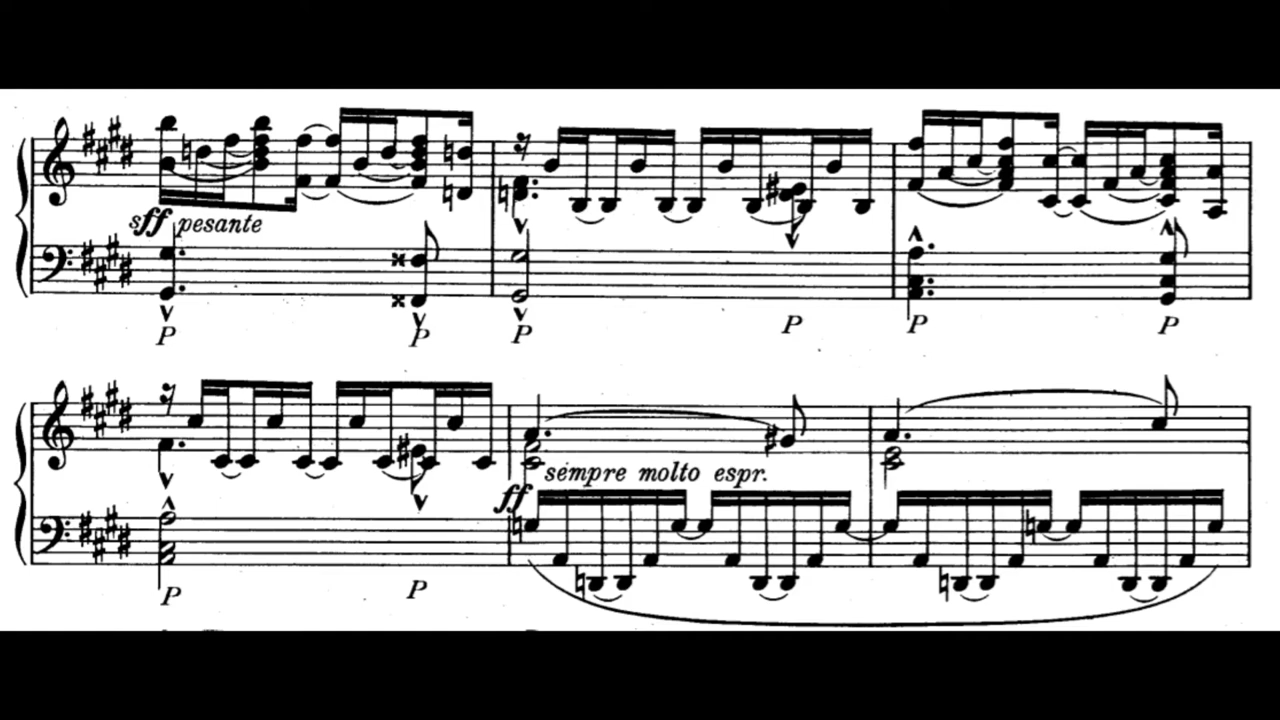 sff pesante
P P P P P P
sempre molto espr.
ff
P P